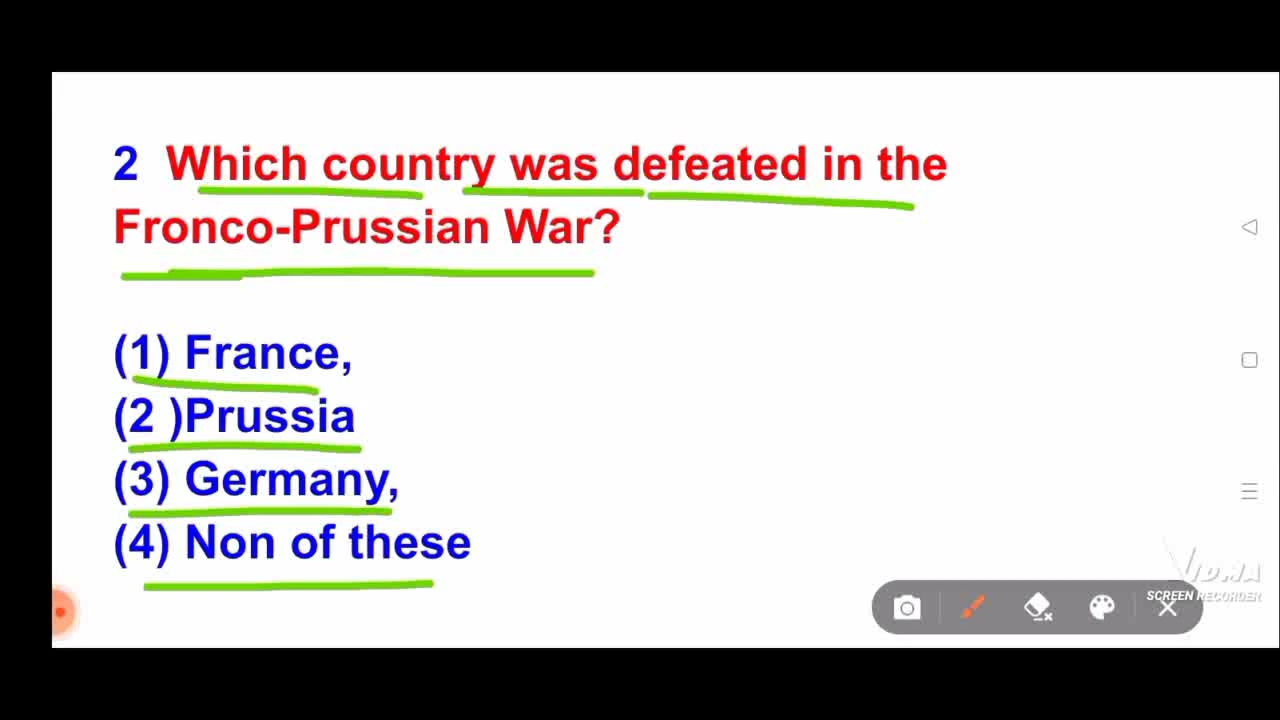 2 Which country was defeated in the
Fronco-Prussian War?
(1) France,
(2 )Prussia
(3) Germany,
(4) Non of these
VIDMA
SCREEN RECORDER